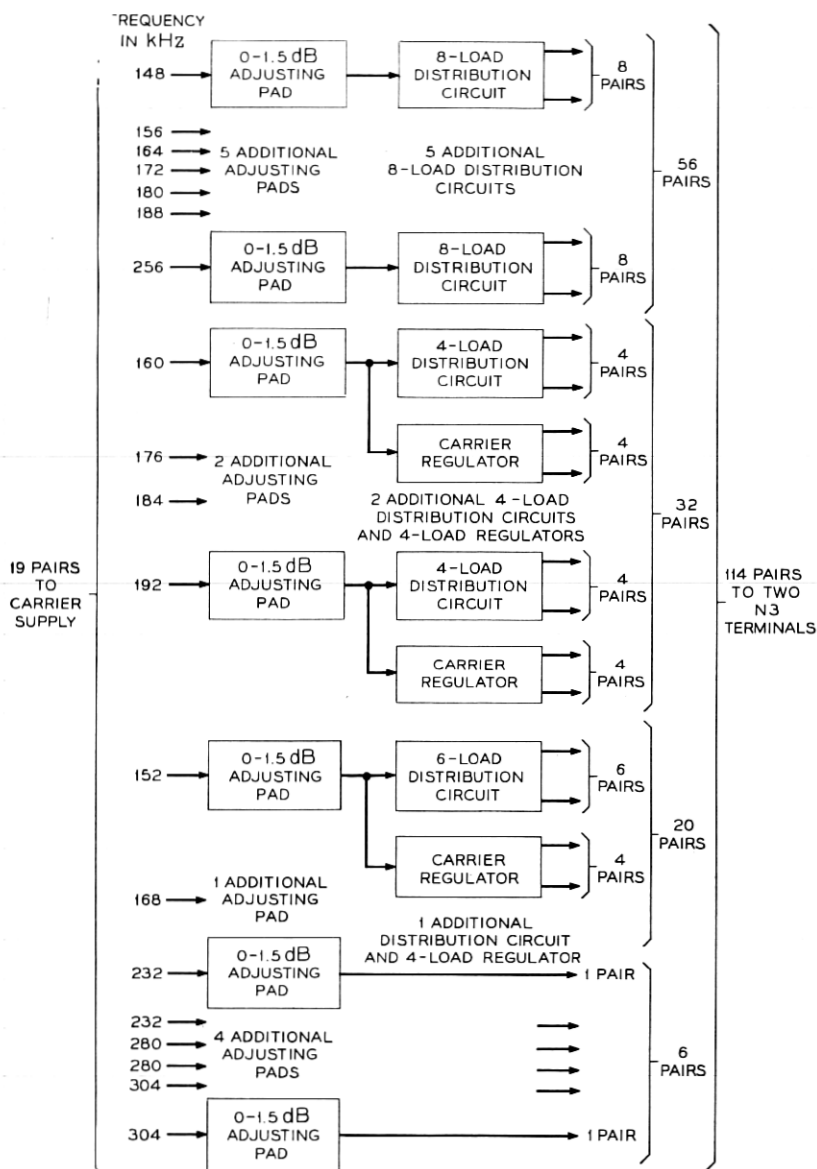 FREQUENCY
IN kHz
148
0-1.5 dB
ADJUSTING
PAD
8-LOAD
DISTRIBUTION
CIRCUIT
8
PAIRS
156
164
172
180
188
5 ADDITIONAL
ADJUSTING
PADS
5 ADDITIONAL
8-LOAD DISTRIBUTION
CIRCUITS
56
PAIRS
256
0-1.5 dB
ADJUSTING
PAD
8-LOAD
DISTRIBUTION
CIRCUIT
8
PAIRS
160
0-1.5 dB
ADJUSTING
PAD
4-LOAD
DISTRIBUTION
CIRCUIT
4
PAIRS
CARRIER
REGULATOR
4
PAIRS
176
184
2 ADDITIONAL
ADJUSTING
PADS
2 ADDITIONAL 4-LOAD
DISTRIBUTION CIRCUITS
AND 4-LOAD REGULATORS
32
PAIRS
19 PAIRS
TO
CARRIER
SUPPLY
192
0-1.5 dB
ADJUSTING
PAD
4-LOAD
DISTRIBUTION
CIRCUIT
4
PAIRS
114 PAIRS
TO TWO
N3
TERMINALS
CARRIER
REGULATOR
4
PAIRS
152
0-1.5 dB
ADJUSTING
PAD
6-LOAD
DISTRIBUTION
CIRCUIT
6
PAIRS
CARRIER
REGULATOR
4
PAIRS
20
PAIRS
168
1 ADDITIONAL
ADJUSTING
PAD
1 ADDITIONAL
DISTRIBUTION CIRCUIT
AND 4-LOAD REGULATOR
232
0-1.5 dB
ADJUSTING
PAD
1 PAIR
232
280
280
304
4 ADDITIONAL
ADJUSTING
PADS
6
PAIRS
304
0-1.5 dB
ADJUSTING
PAD
1 PAIR